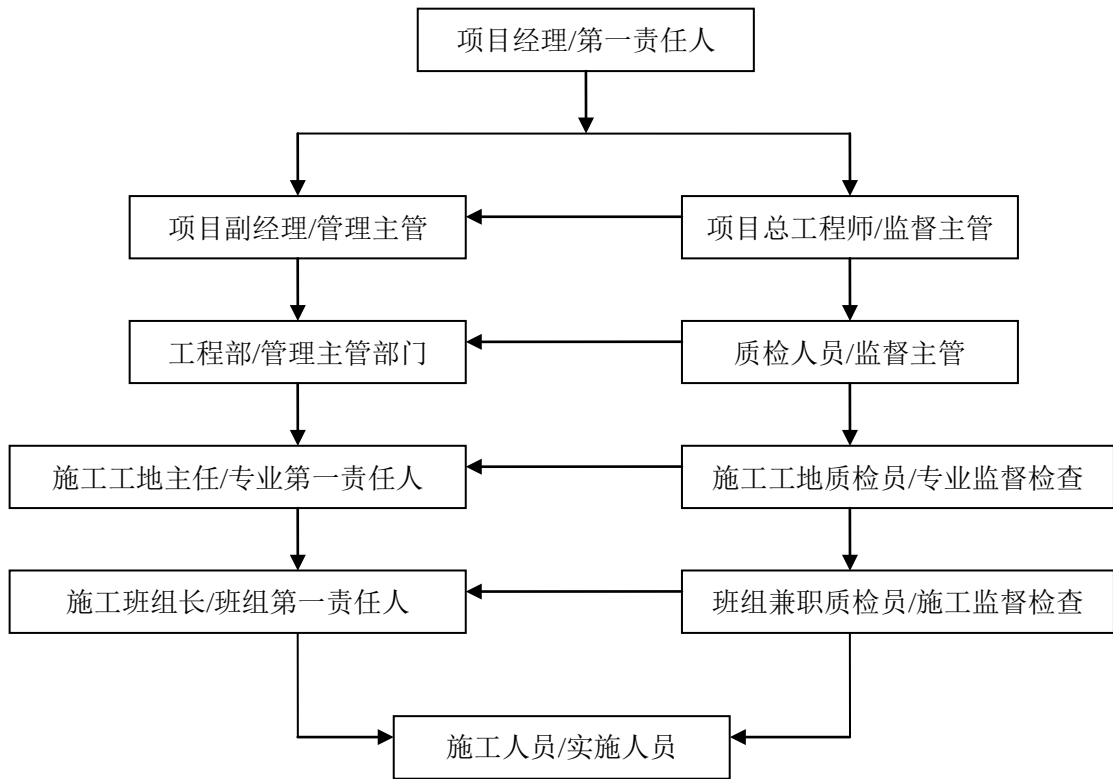 项目经理/第一责任人
项目副经理/管理主管
项目总工程师/监督主管
工程部/管理主管部门
质检人员/监督主管
施工工地主任/专业第一责任人
施工工地质检员/专业监督检查
施工班组长/班组第一责任人
班组兼职质检员/施工监督检查
施工人员/实施人员